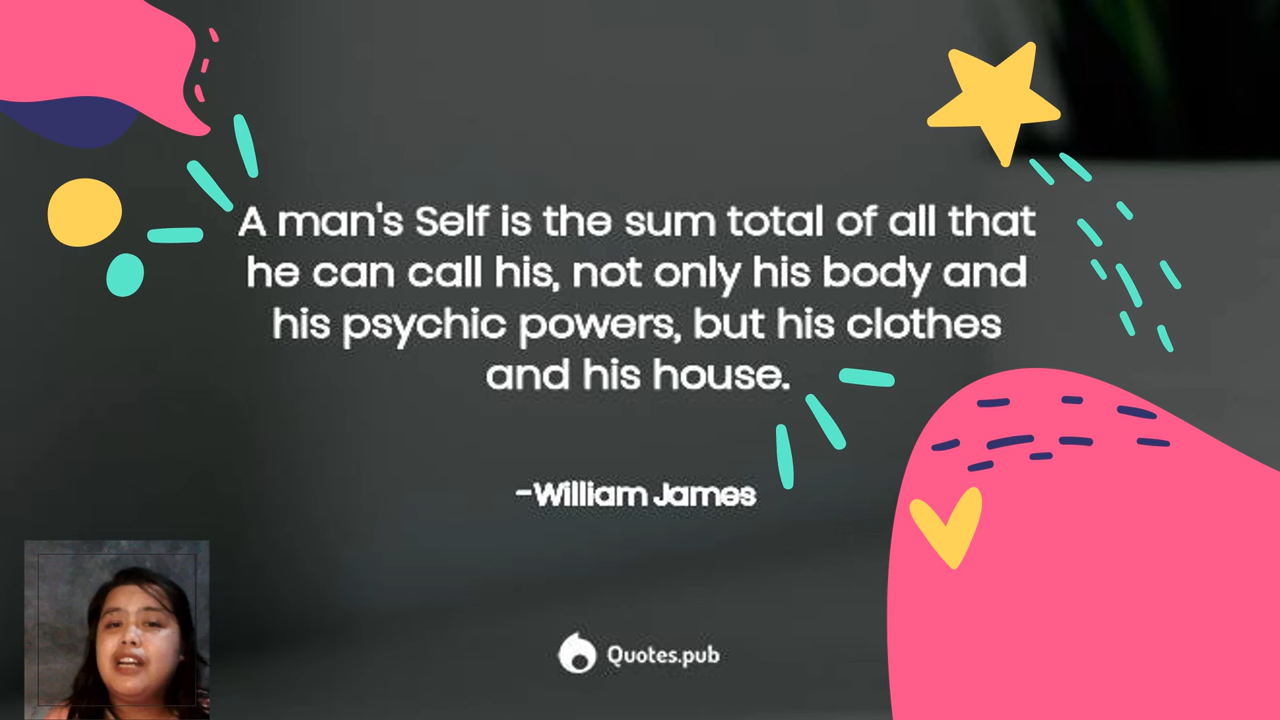 A man's Self is the sum total of all that
he can call his, not only his body and
his psychic powers, but his clothes
and his house.
-William James
Quotes.pub